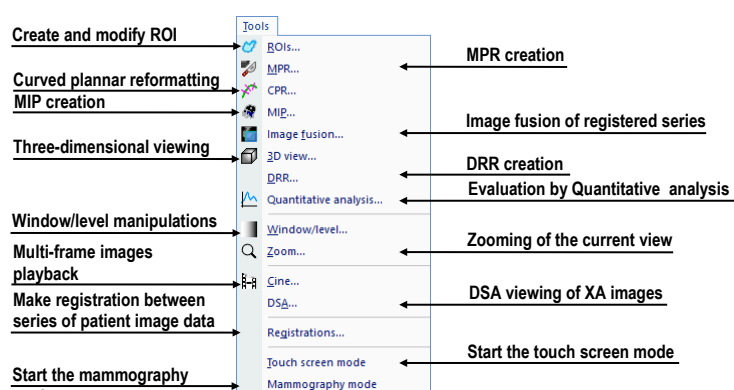 Tools
Create and modify ROI
ROIs...
MPR creation
MPR...
Curved plannar reformatting
CPR...
MIP creation
MIP...
Image fusion of registered series
Image fusion...
Three-dimensional viewing
3D view...
DRR creation
DRR...
Evaluation by Quantitative analysis
Quantitative analysis...
Window/level manipulations
Window/level...
Zooming of the current view
Zoom...
Multi-frame images
playback
Cine...
DSA viewing of XA images
DSA...
Make registration between
series of patient image data
Registrations...
Start the touch screen mode
Touch screen mode
Start the mammography
Mammography mode